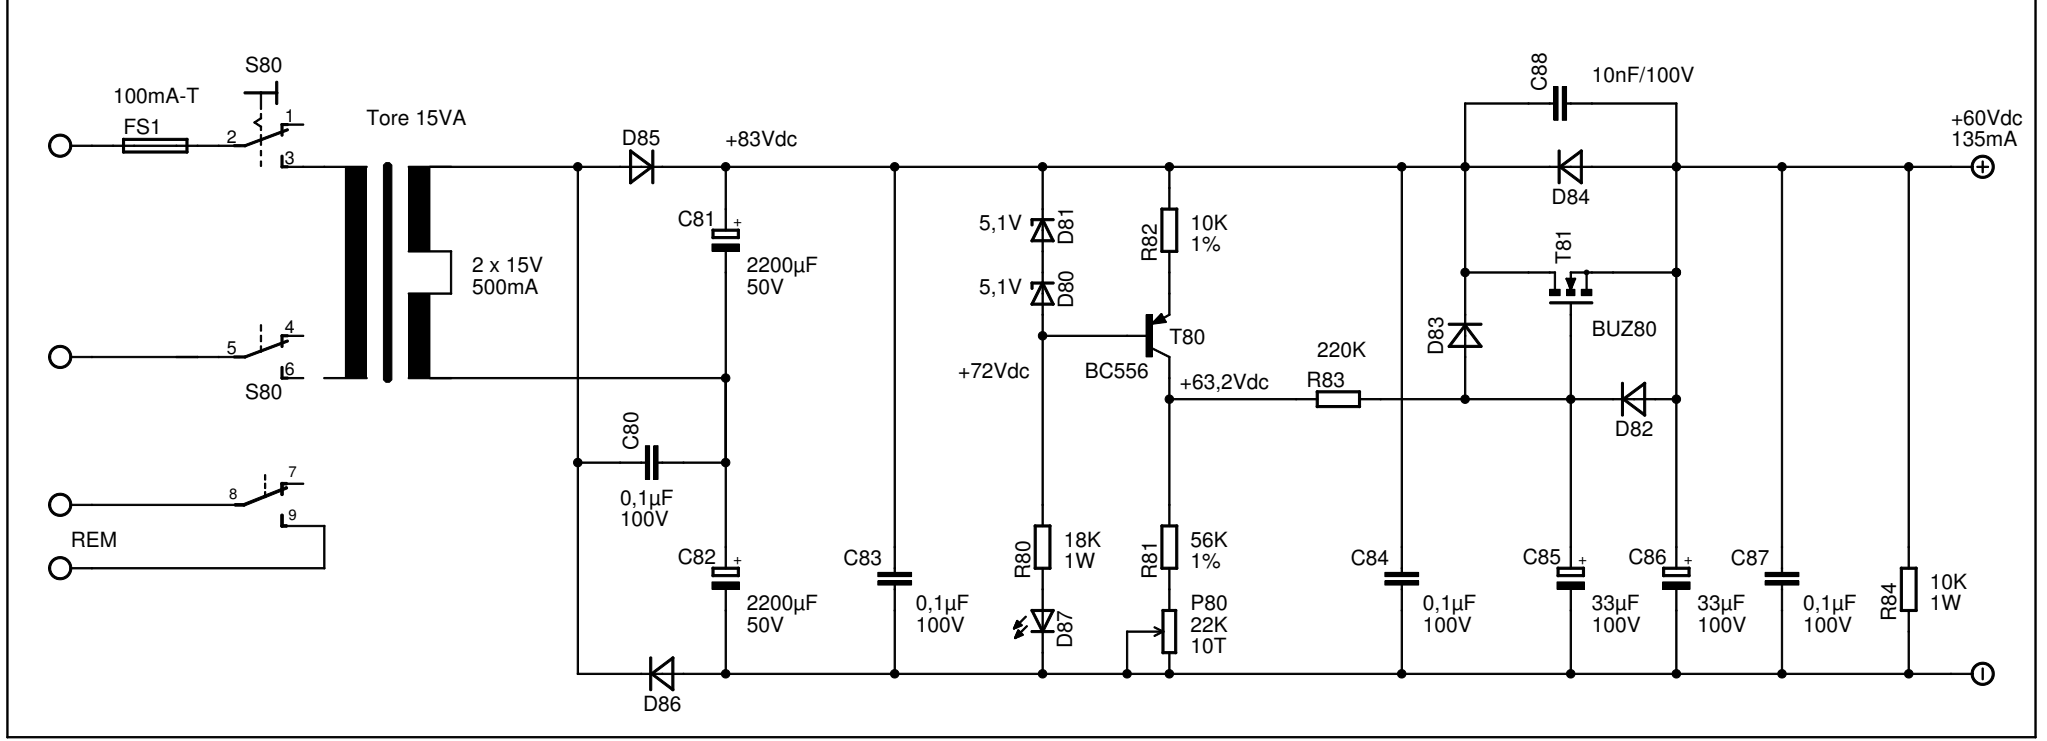 S80
100mA-T
FS1
1
2
3
Tore 15VA
4
5
6
S80
7
8
9
REM
2 x 15V
500mA
D85
+83Vdc
C81
+
2200µF
50V
C80
0,1µF
100V
C82
+
2200µF
50V
D86
C83
0,1µF
100V
5,1V
D81
5,1V
D80
+72Vdc
R80
18K
1W
D87
R82
10K
1%
T80
BC556
+63,2Vdc
R81
56K
1%
P80
22K
10T
220K
R83
C84
0,1µF
100V
C88
10nF/100V
D84
T81
BUZ80
D83
D82
C85
+
33µF
100V
C86
+
33µF
100V
C87
0,1µF
100V
R84
10K
1W
+60Vdc
135mA